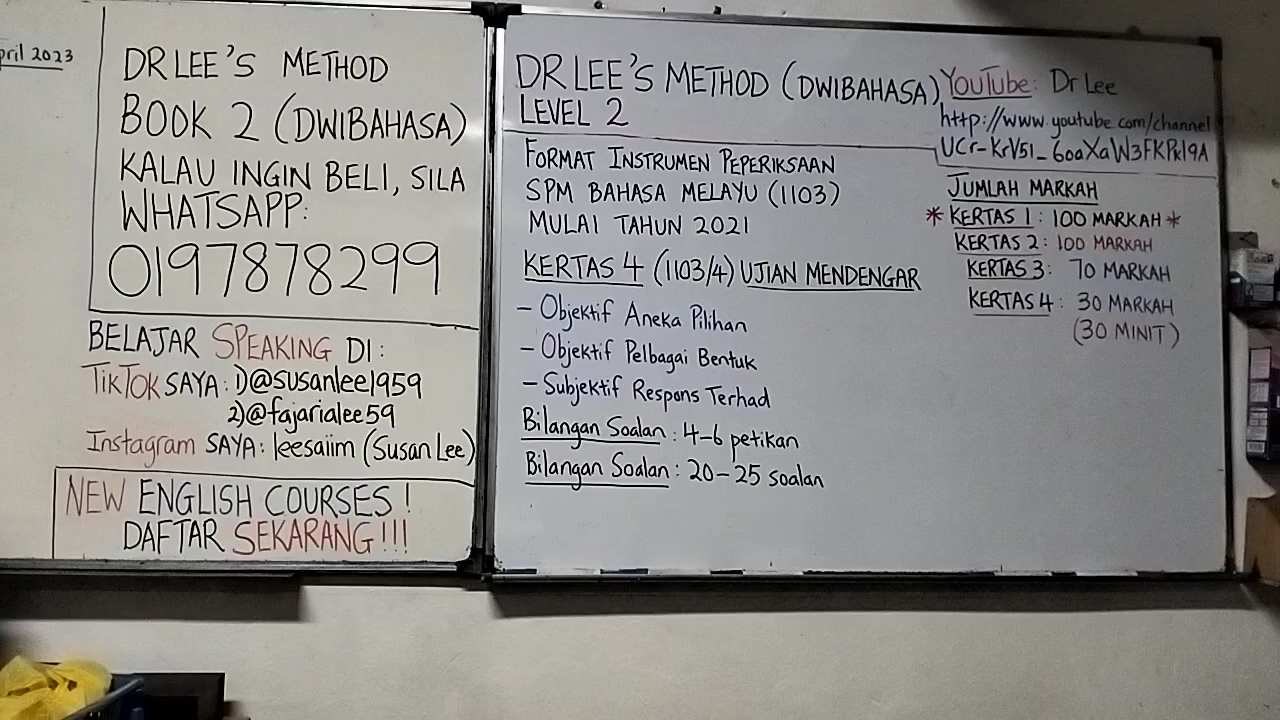 April 2023
DR LEE'S METHOD
BOOK 2 (DWIBAHASA)
KALAU INGIN BELI, SILA
WHATSAPP:
0197878299
BELAJAR SPEAKING DI:
TikTOK SAYA: 1)@susanlee1959
2)@fajarialee59
Instagram SAYA: leesaiim (Susan Lee)
NEW ENGLISH COURSES!
DAFTAR SEKARANG!!!
DR LEE'S METHOD (DWIBAHASA)
LEVEL 2
FORMAT INSTRUMEN PEPERIKSAAN
SPM BAHASA MELAYU (1103)
MULAI TAHUN 2021
KERTAS 4 (1103/4) UJIAN MENDENGAR
- Objektif Aneka Pilihan
- Objektif Pelbagai Bentuk
- Subjektif Respons Terhad
Bilangan Soalan: 4-6 petikan
Bilangan Soalan: 20-25 soalan
YouTube: Dr Lee
http://www.youtube.com/channel
UCr-KrV51_6oaXaW3FKPkl9A
JUMLAH MARKAH
* KERTAS 1: 100 MARKAH *
KERTAS 2: 100 MARKAH
KERTAS 3: 70 MARKAH
KERTAS 4: 30 MARKAH
(30 MINIT)